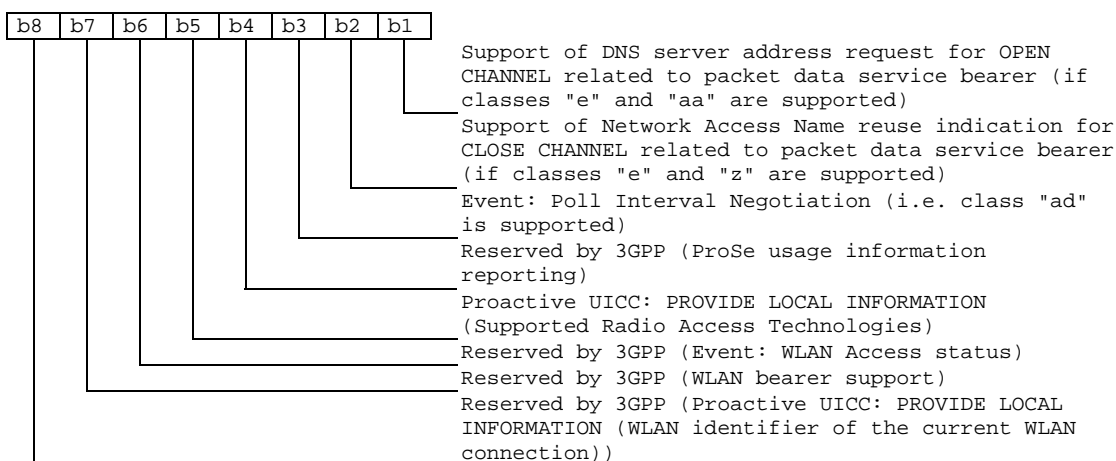 b8 b7 b6 b5 b4 b3 b2 b1
Support of DNS server address request for OPEN
CHANNEL related to packet data service bearer (if
classes "e" and "aa" are supported)
Support of Network Access Name reuse indication for
CLOSE CHANNEL related to packet data service bearer
(if classes "e" and "z" are supported)
Event: Poll Interval Negotiation (i.e. class "ad"
is supported)
Reserved by 3GPP (ProSe usage information
reporting)
Proactive UICC: PROVIDE LOCAL INFORMATION
(Supported Radio Access Technologies)
Reserved by 3GPP (Event: WLAN Access status)
Reserved by 3GPP (WLAN bearer support)
Reserved by 3GPP (Proactive UICC: PROVIDE LOCAL
INFORMATION (WLAN identifier of the current WLAN
connection))